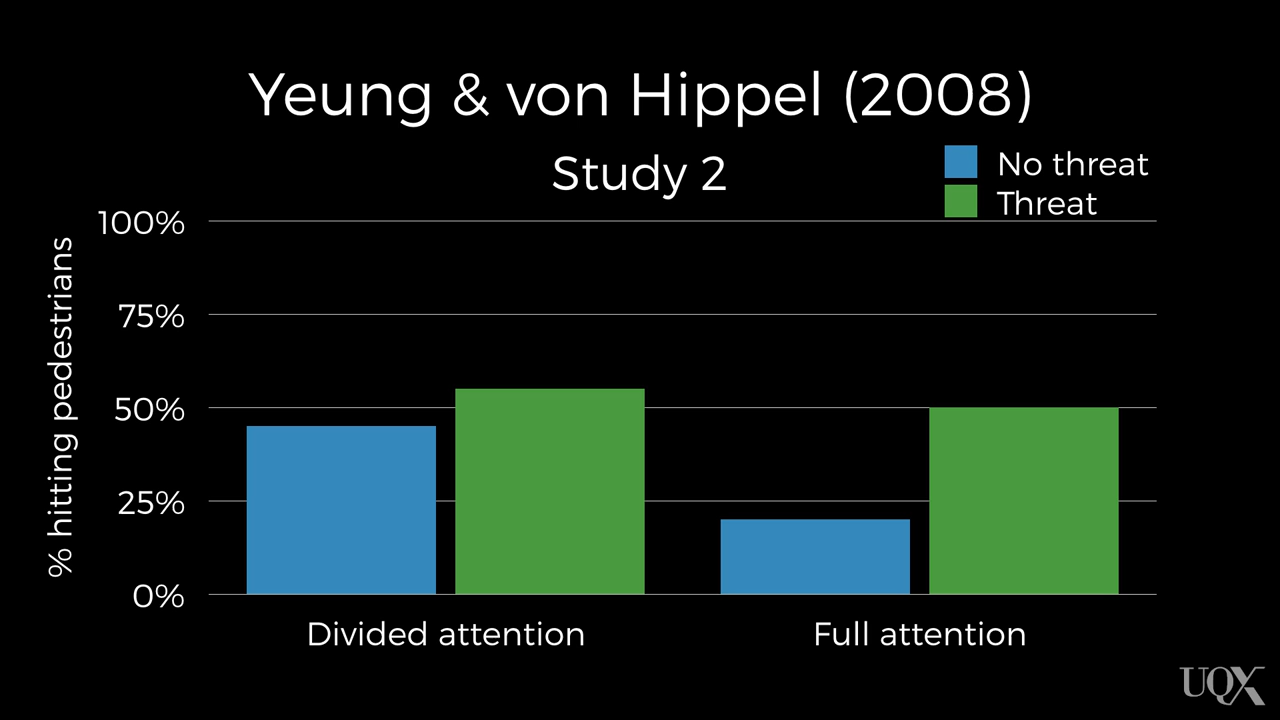 Yeung & von Hippel (2008)
Study 2
No threat
Threat
% hitting pedestrians
100%
75%
50%
25%
0%
Divided attention
Full attention
UQX